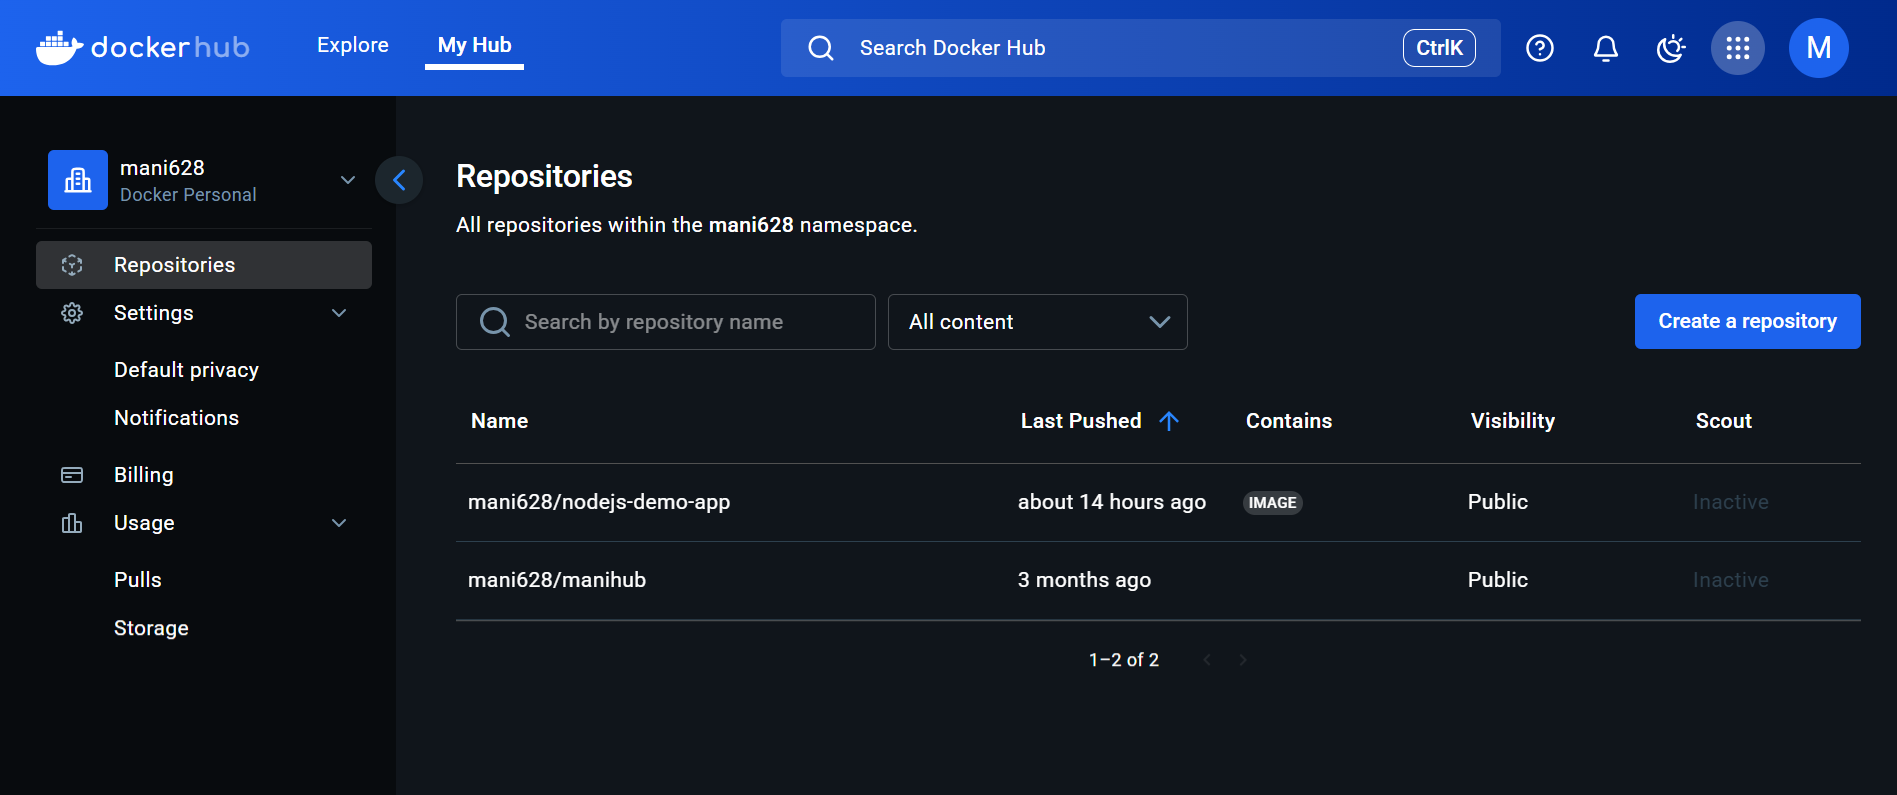 dockerhub
Explore
My Hub
Search Docker Hub
CtrlK
M
mani628
Docker Personal
Repositories
Settings
Default privacy
Notifications
Billing
Usage
Pulls
Storage
Repositories
All repositories within the mani628 namespace.
Search by repository name
All content
Create a repository
Name Last Pushed Contains Visibility Scout
mani628/nodejs-demo-app about 14 hours ago IMAGE Public Inactive
mani628/manihub 3 months ago Public Inactive
1–2 of 2